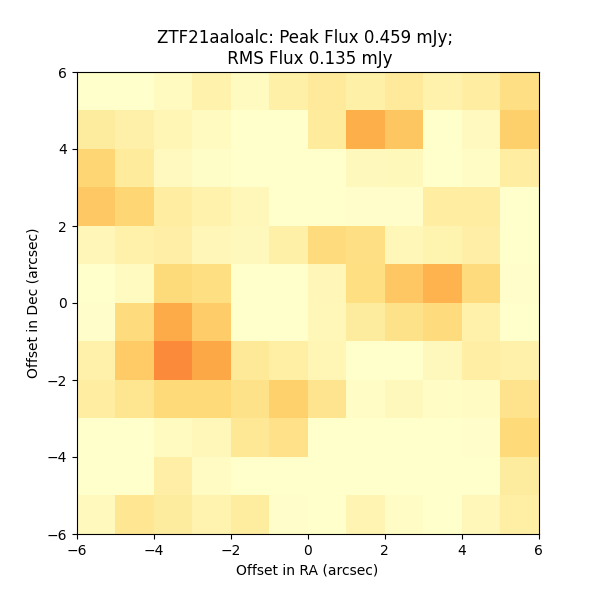 ZTF21aaloalc: Peak Flux 0.459 mJy;
RMS Flux 0.135 mJy
6
4
2
0
−2
−4
−6
Offset in Dec (arcsec)
−6 −4 −2 0 2 4 6
Offset in RA (arcsec)